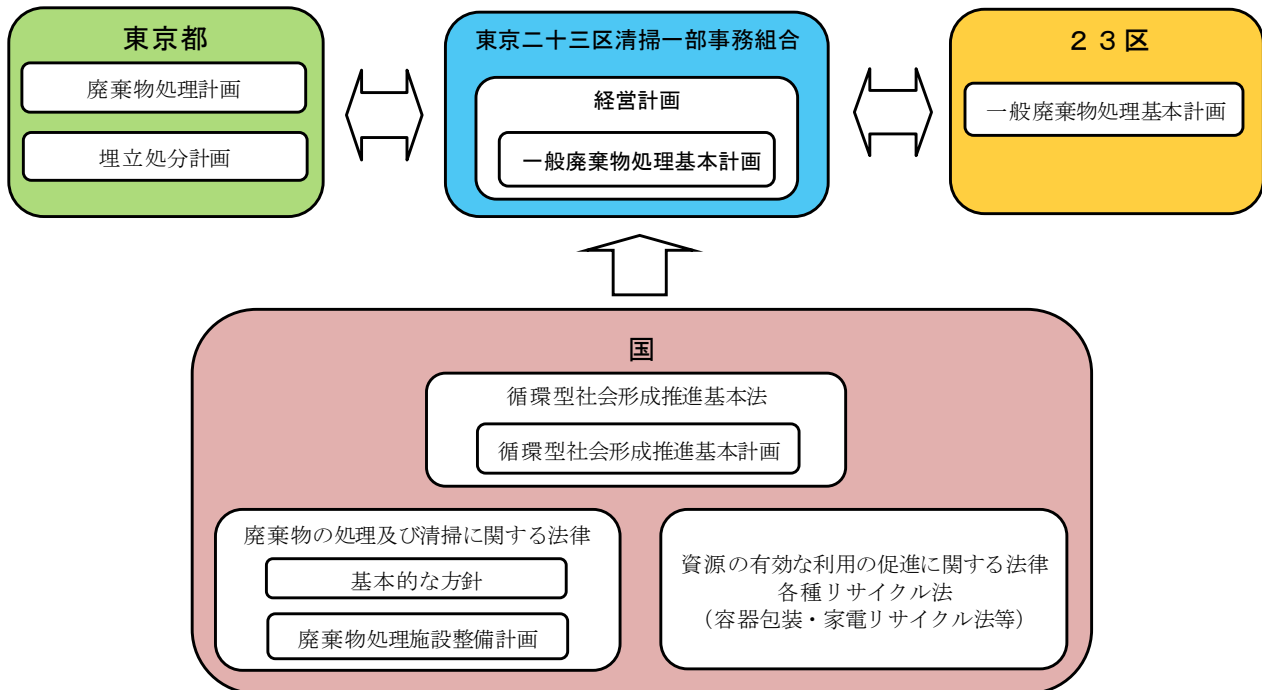 東京都
廃棄物処理計画
埋立処分計画
東京二十三区清掃一部事務組合
経営計画
一般廃棄物処理基本計画
２３区
一般廃棄物処理基本計画
国
循環型社会形成推進基本法
循環型社会形成推進基本計画
廃棄物の処理及び清掃に関する法律
基本的な方針
廃棄物処理施設整備計画
資源の有効な利用の促進に関する法律
各種リサイクル法
（容器包装・家電リサイクル法等）